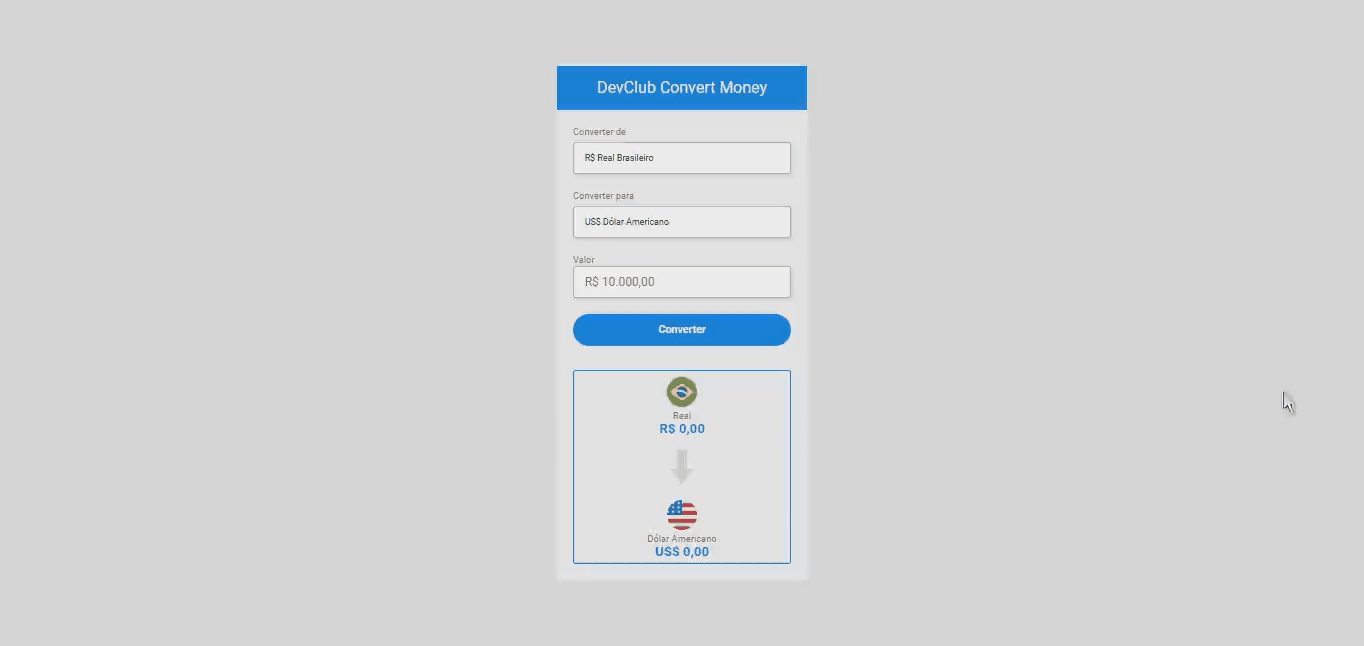 DevClub Convert Money
Converter de
R$ Real Brasileiro
Converter para
US$ Dólar Americano
Valor
R$ 10.000,00
Converter
Real
R$ 0,00
Dólar Americano
US$ 0,00